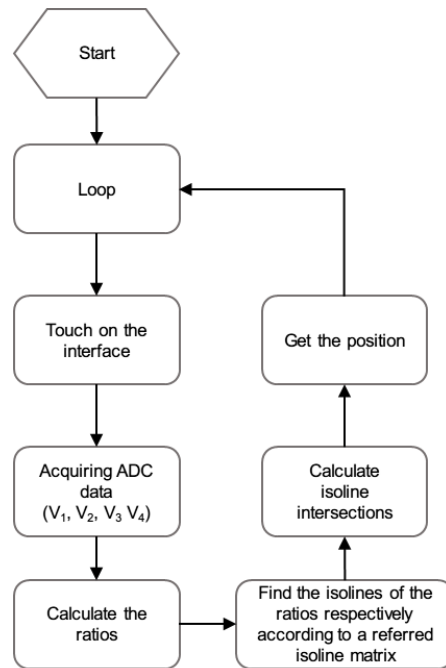 Start
Loop
Touch on the
interface
Get the position
Acquiring ADC
data
(V₁, V₂, V₃ V₄)
Calculate
isoline
intersections
Calculate the
ratios
Find the isolines of the
ratios respectively
according to a referred
isoline matrix